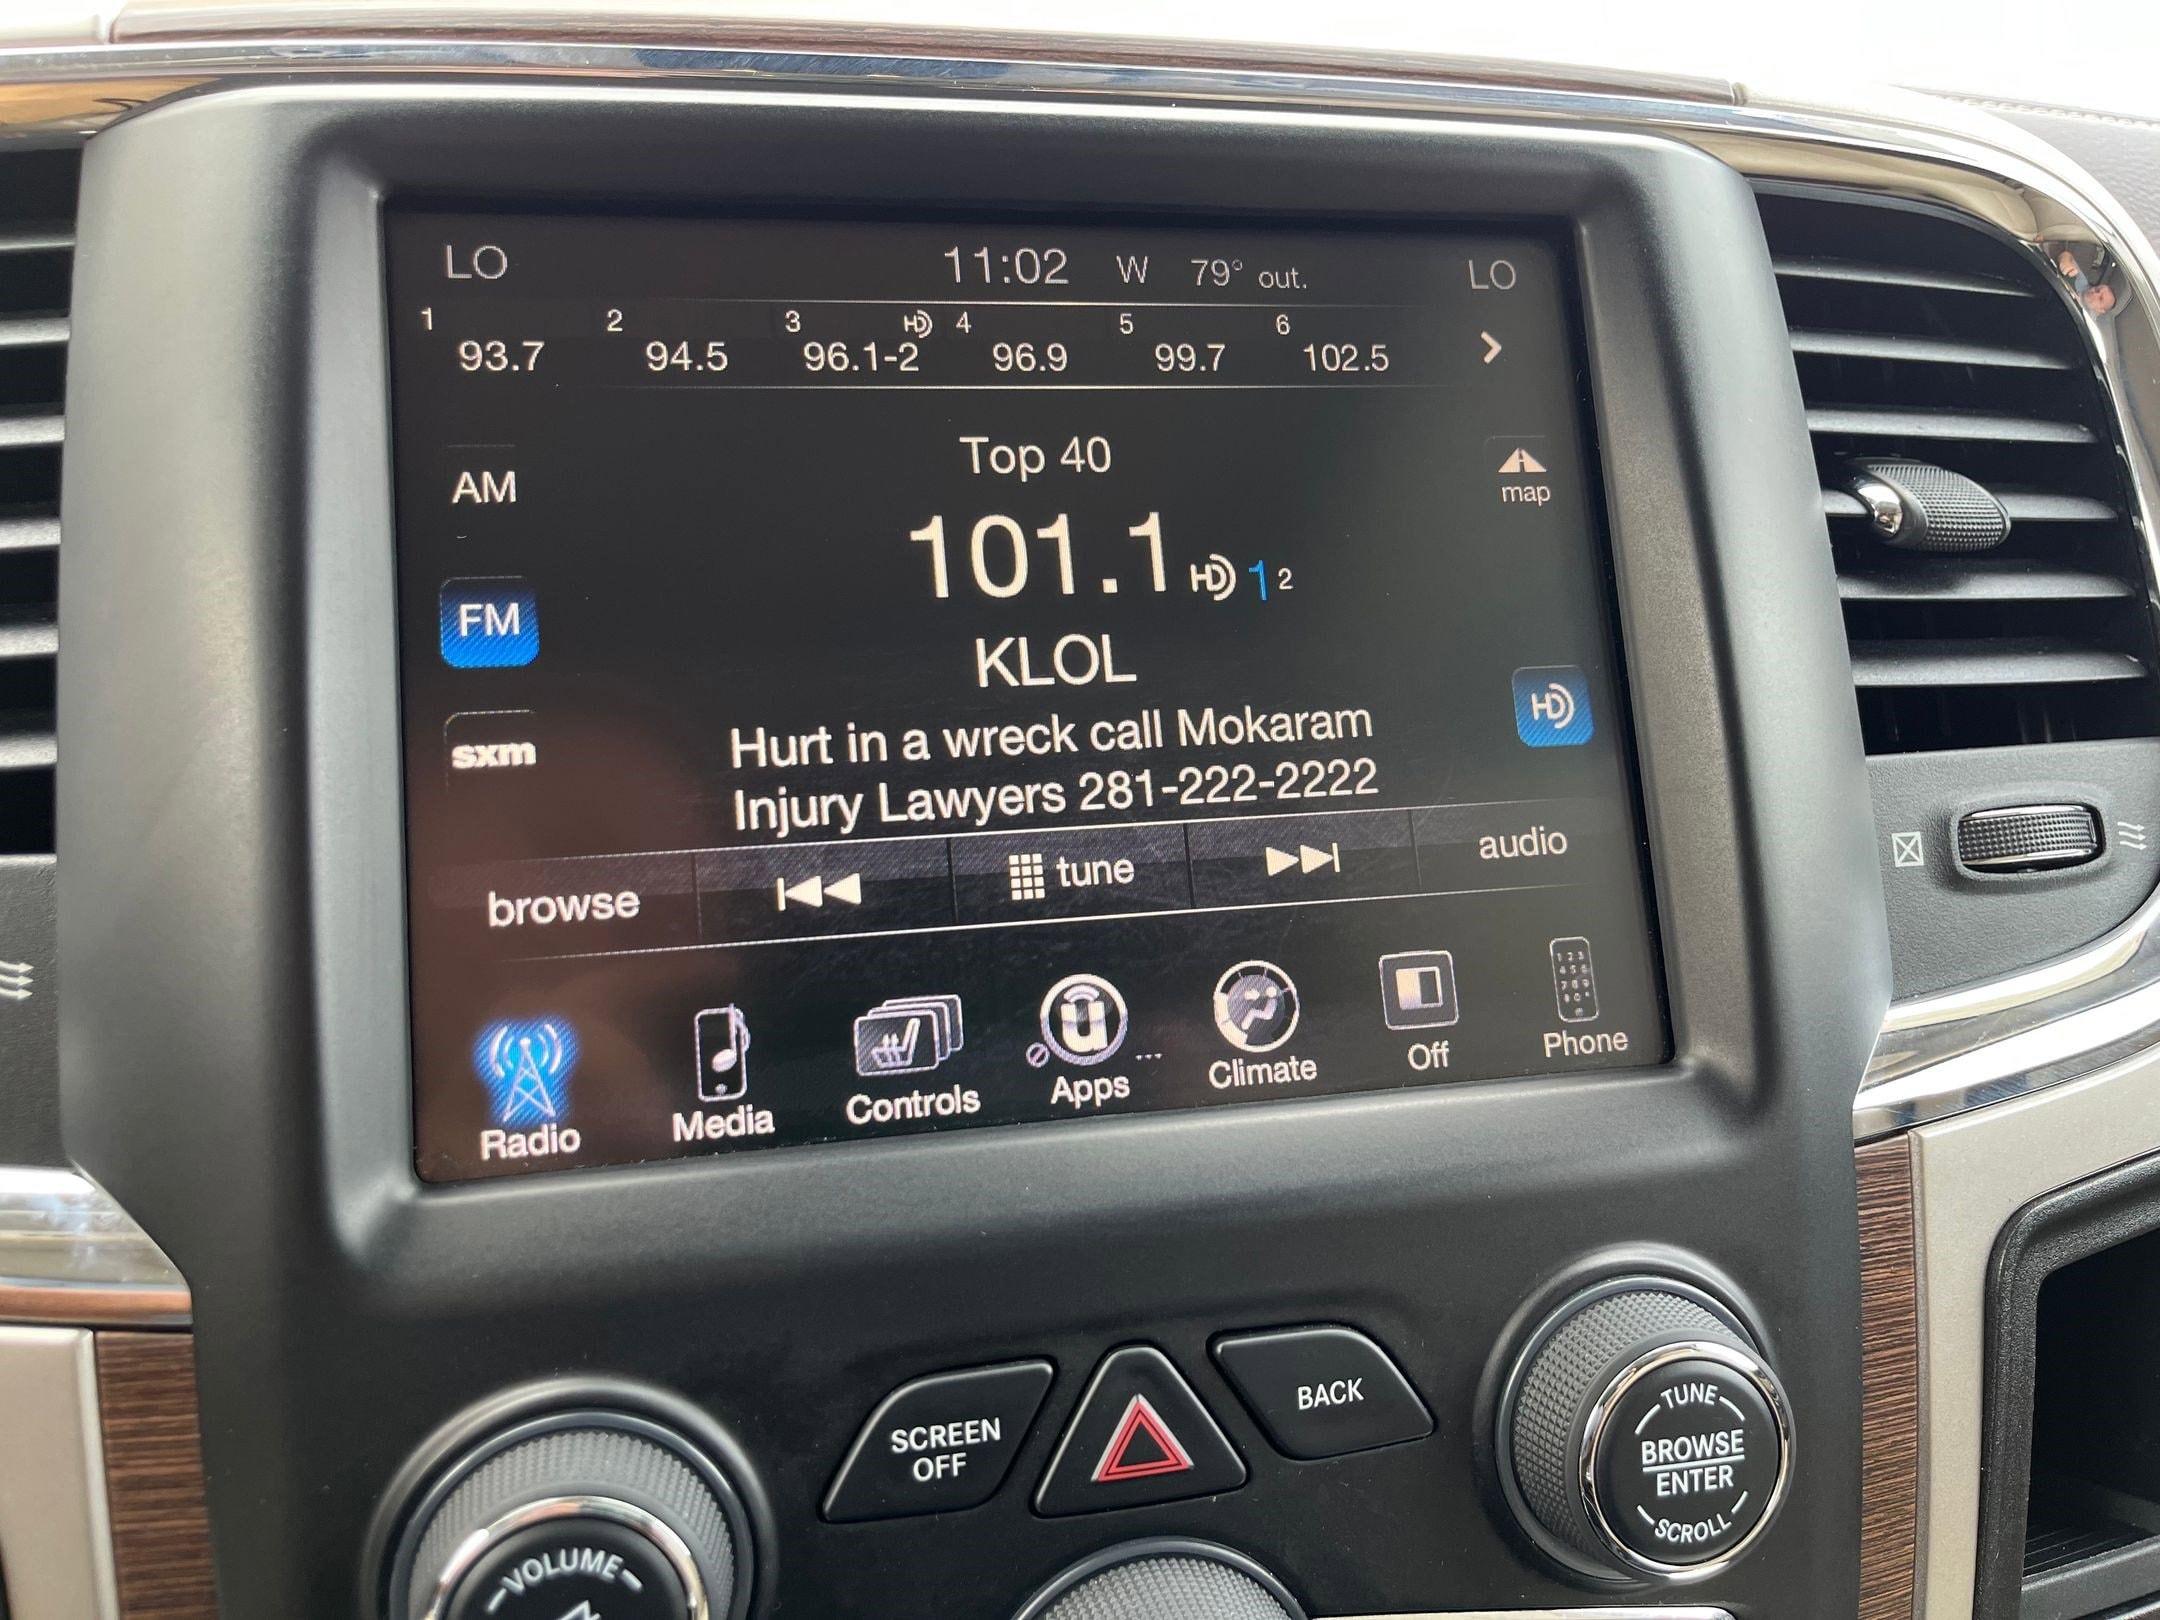 LO 11:02 W 79° out. LO
1 2 3 HD 4 5 6
93.7 94.5 96.1-2 96.9 99.7 102.5
Top 40
AM
map
101.1 HD 1 2
FM
KLOL
HD
sxm
Hurt in a wreck call Mokaram
Injury Lawyers 281-222-2222
browse tune audio
Radio Media Controls Apps Climate Off Phone
SCREEN
OFF
BACK
TUNE
BROWSE
ENTER
SCROLL
VOLUME